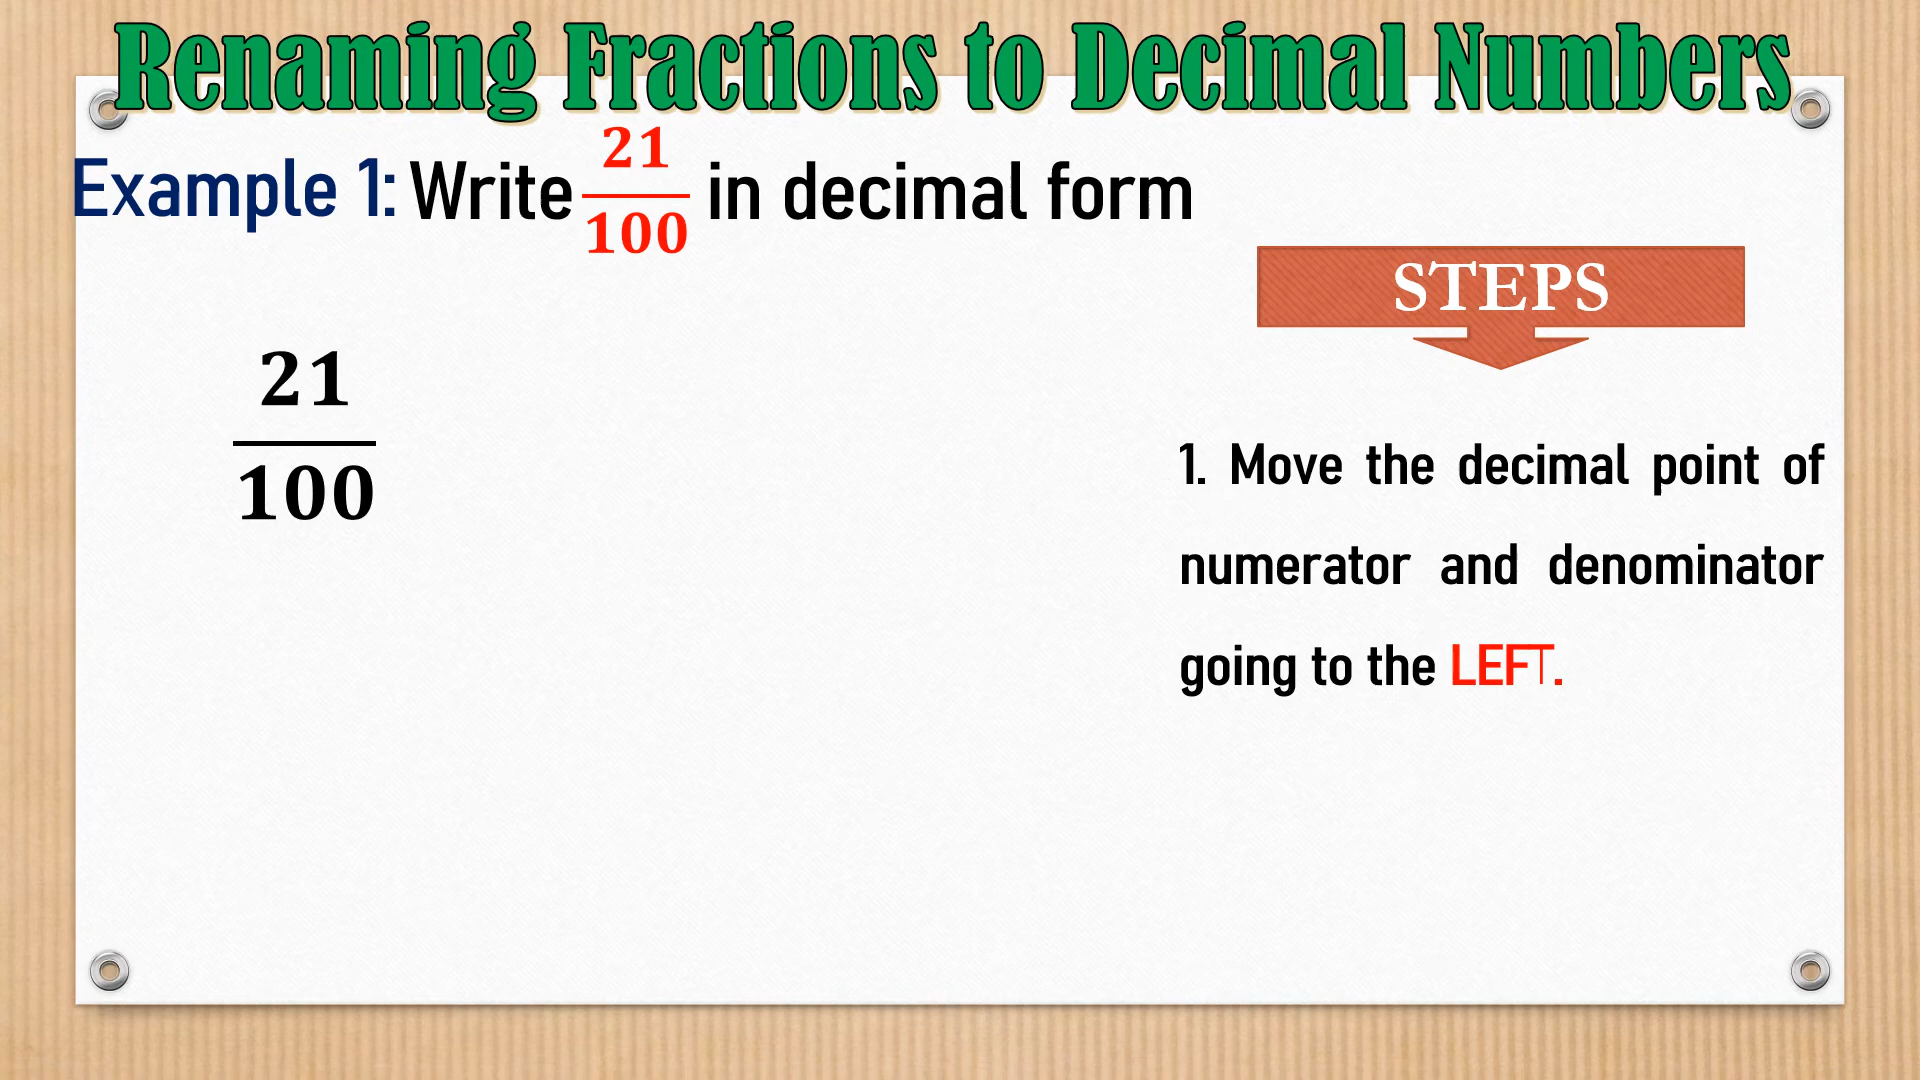 Renaming Fractions to Decimal Numbers
Example 1: Write 21/100 in decimal form
STEPS
21
100
1. Move the decimal point of
numerator and denominator
going to the LEFT.